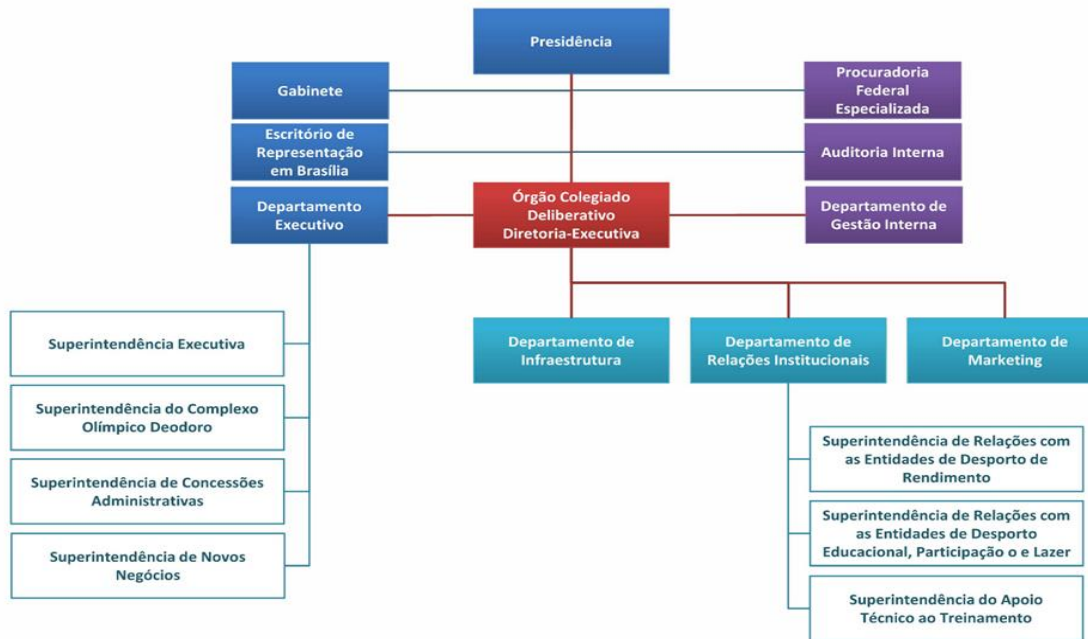 Presidência
Gabinete
Procuradoria
Federal
Especializada
Escritório de
Representação
em Brasília
Auditoria Interna
Departamento
Executivo
Órgão Colegiado
Deliberativo
Diretoria-Executiva
Departamento de
Gestão Interna
Superintendência Executiva
Superintendência do Complexo
Olímpico Deodoro
Superintendência de Concessões
Administrativas
Superintendência de Novos
Negócios
Departamento de
Infraestrutura
Departamento de
Relações Institucionais
Departamento de
Marketing
Superintendência de Relações com
as Entidades de Desporto de
Rendimento
Superintendência de Relações com
as Entidades de Desporto
Educacional, Participação o e Lazer
Superintendência do Apoio
Técnico ao Treinamento